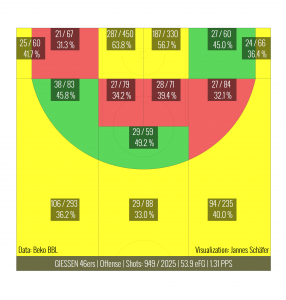 25 / 60
41.7 %
21 / 67
31.3 %
287 / 450
63.8 %
187 / 330
56.7 %
27 / 60
45.0 %
24 / 66
36.4 %
38 / 83
45.8 %
27 / 79
34.2 %
28 / 71
39.4 %
27 / 84
32.1 %
29 / 59
49.2 %
106 / 293
36.2 %
29 / 88
33.0 %
94 / 235
40.0 %
Data: Beko BBL
Visualization: Jannes Schäfer
GIESSEN 46ers | Offense | Shots: 949 / 2025 | 53.9 eFG | 1.31 PPS